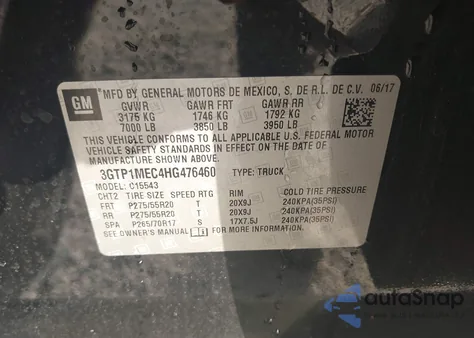 GM
MFD BY GENERAL MOTORS DE MEXICO, S. DE R.L. DE C.V. 06/17
GVWR GAWR FRT GAWR RR
3175 KG 1746 KG 1792 KG
7000 LB 3850 LB 3950 LB
THIS VEHICLE CONFORMS TO ALL APPLICABLE U.S. FEDERAL MOTOR
VEHICLE SAFETY AND THEFT PREVENTION STANDARDS IN
EFFECT ON THE DATE OF MANUFACTURE SHOWN ABOVE.
3GTP1MEC4HG476460 TYPE: TRUCK
MODEL: C15543
CHT2 TIRE SIZE SPEED RTG RIM COLD TIRE PRESSURE
FRT P275/55R20 T 20X9J 240KPA(35PSI)
RR P275/55R20 T 20X9J 240KPA(35PSI)
SPA P265/70R17 S 17X7.5J 240KPA(35PSI)
SEE OWNER'S MANUAL FOR MORE INFORMATION.
autoSnap